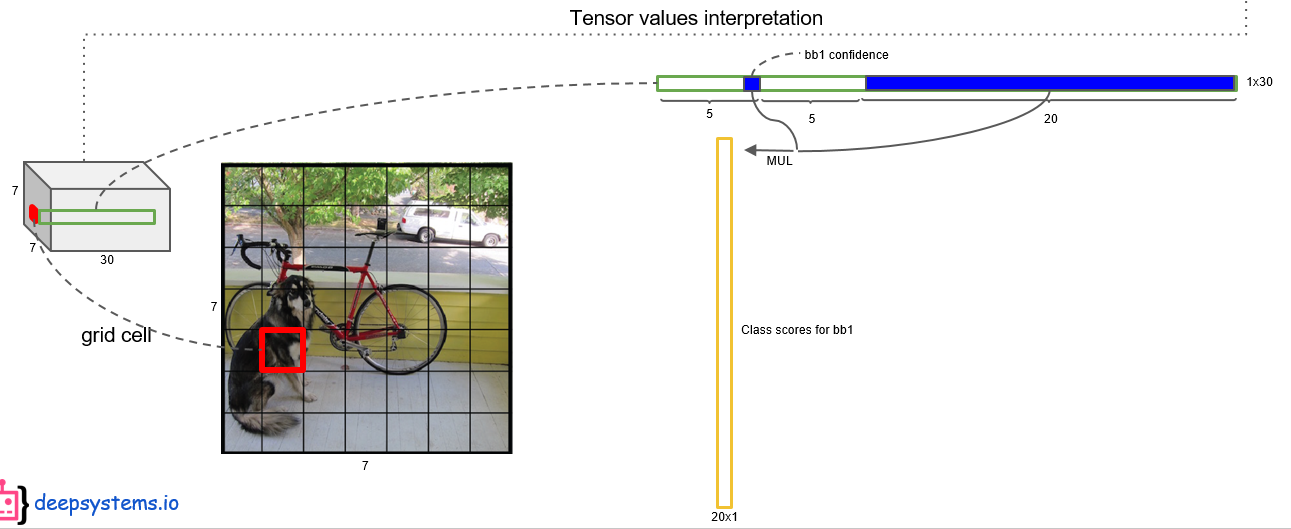 Tensor values interpretation
bb1 confidence
1x30
5
5
20
MUL
7
7
30
7
grid cell
Class scores for bb1
7
deepsystems.io
20x1